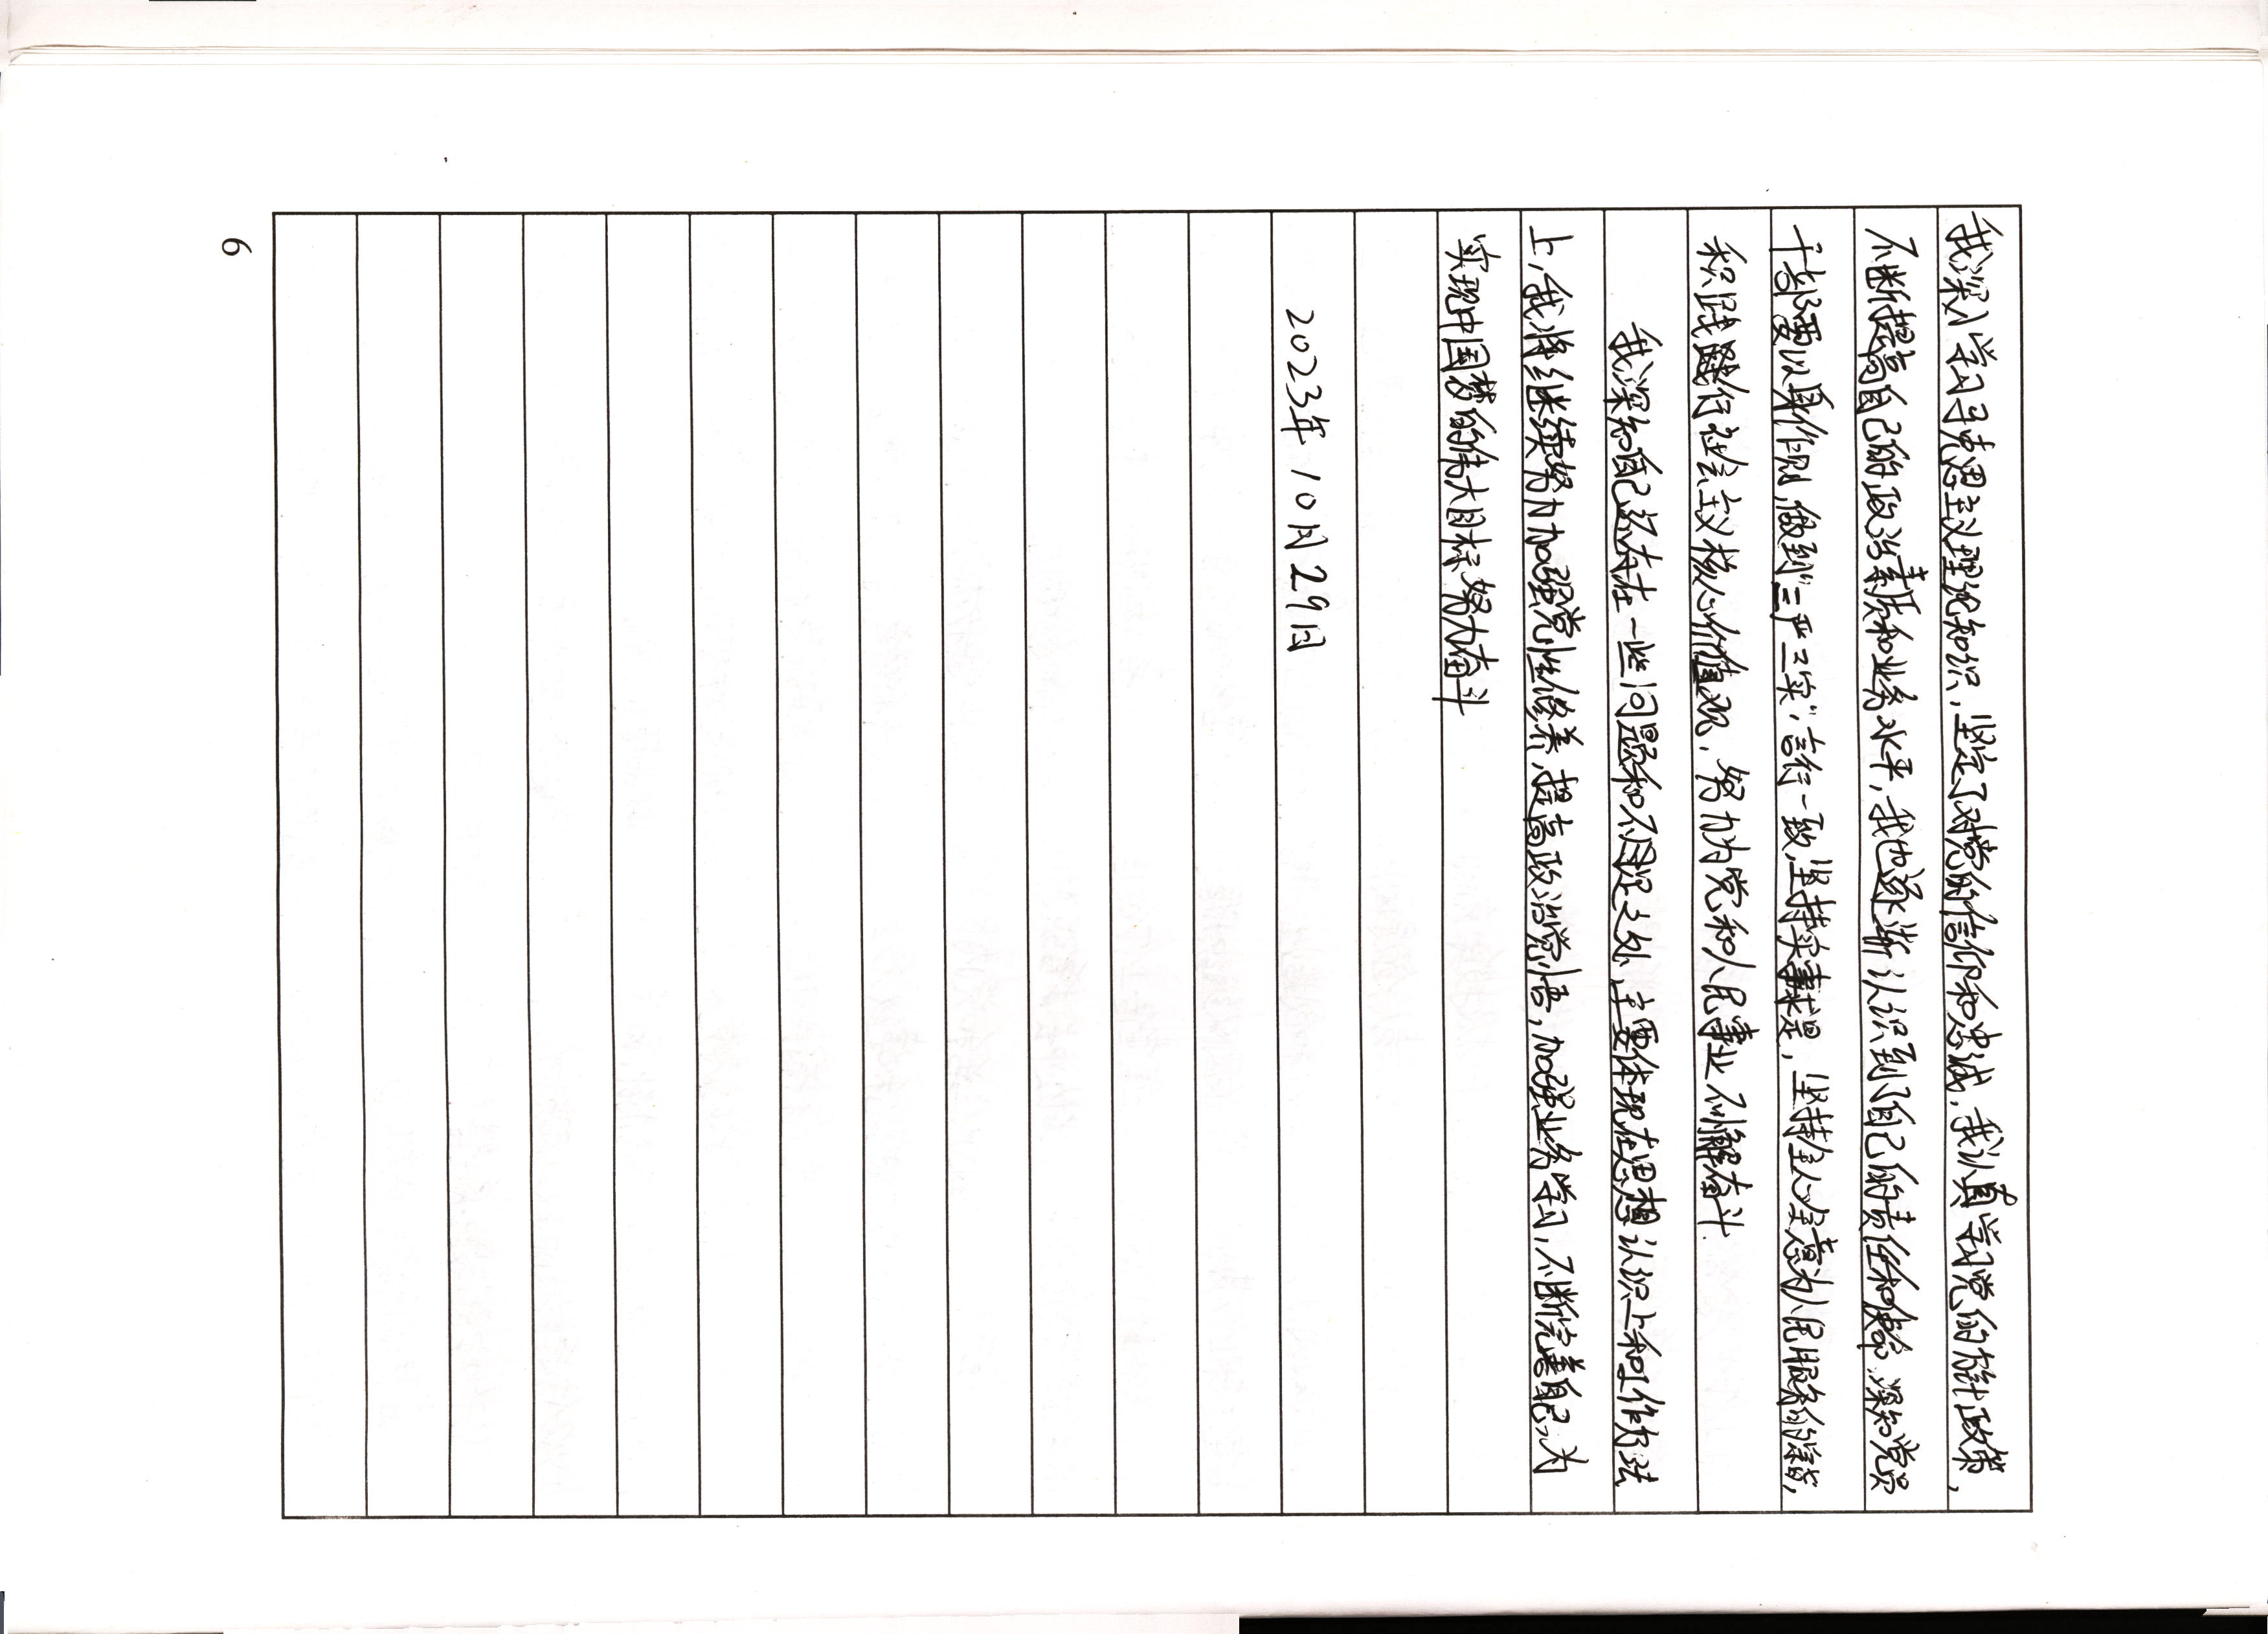 我深入学习马克思主义理论知识，坚定了对党的信仰和忠诚，我认真学习党的方针政策，
不断提高自己的政治素质和业务水平，我也逐渐认识到了自己的责任和使命，深知党员
干部要以身作则，做到“三严三实”，言行一致，坚持实事求是，坚持全心全意为人民服务的宗旨，
积践践行社会主义核心价值观，努力为党和人民事业不懈奋斗.
我深知自己还存在一些问题和不足之处，主要体现在思想认识上和工作方法
上，我将继续努力加强党性修养，提高政治觉悟，加强业务学习，不断完善自己，为
实现中国梦的伟大目标努力奋斗
2023年10月29日
6